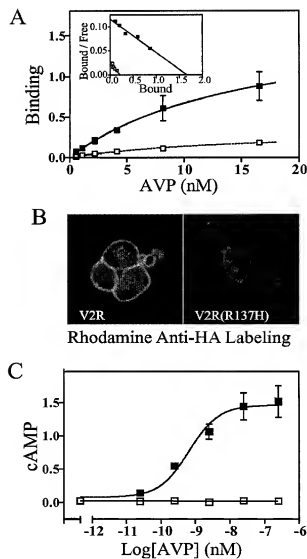 A
Binding
1.5
1.0
0.5
0.0
0 5 10 15 20
AVP (nM)
Bound / Free
0.10
0.05
0.00
0.0 0.5 1.0 1.5 2.0
Bound
B
V2R
V2R(R137H)
Rhodamine Anti-HA Labeling
C
cAMP
1.5
1.0
0.5
0.0
-12 -11 -10 -9 -8 -7 -6
Log[AVP] (nM)